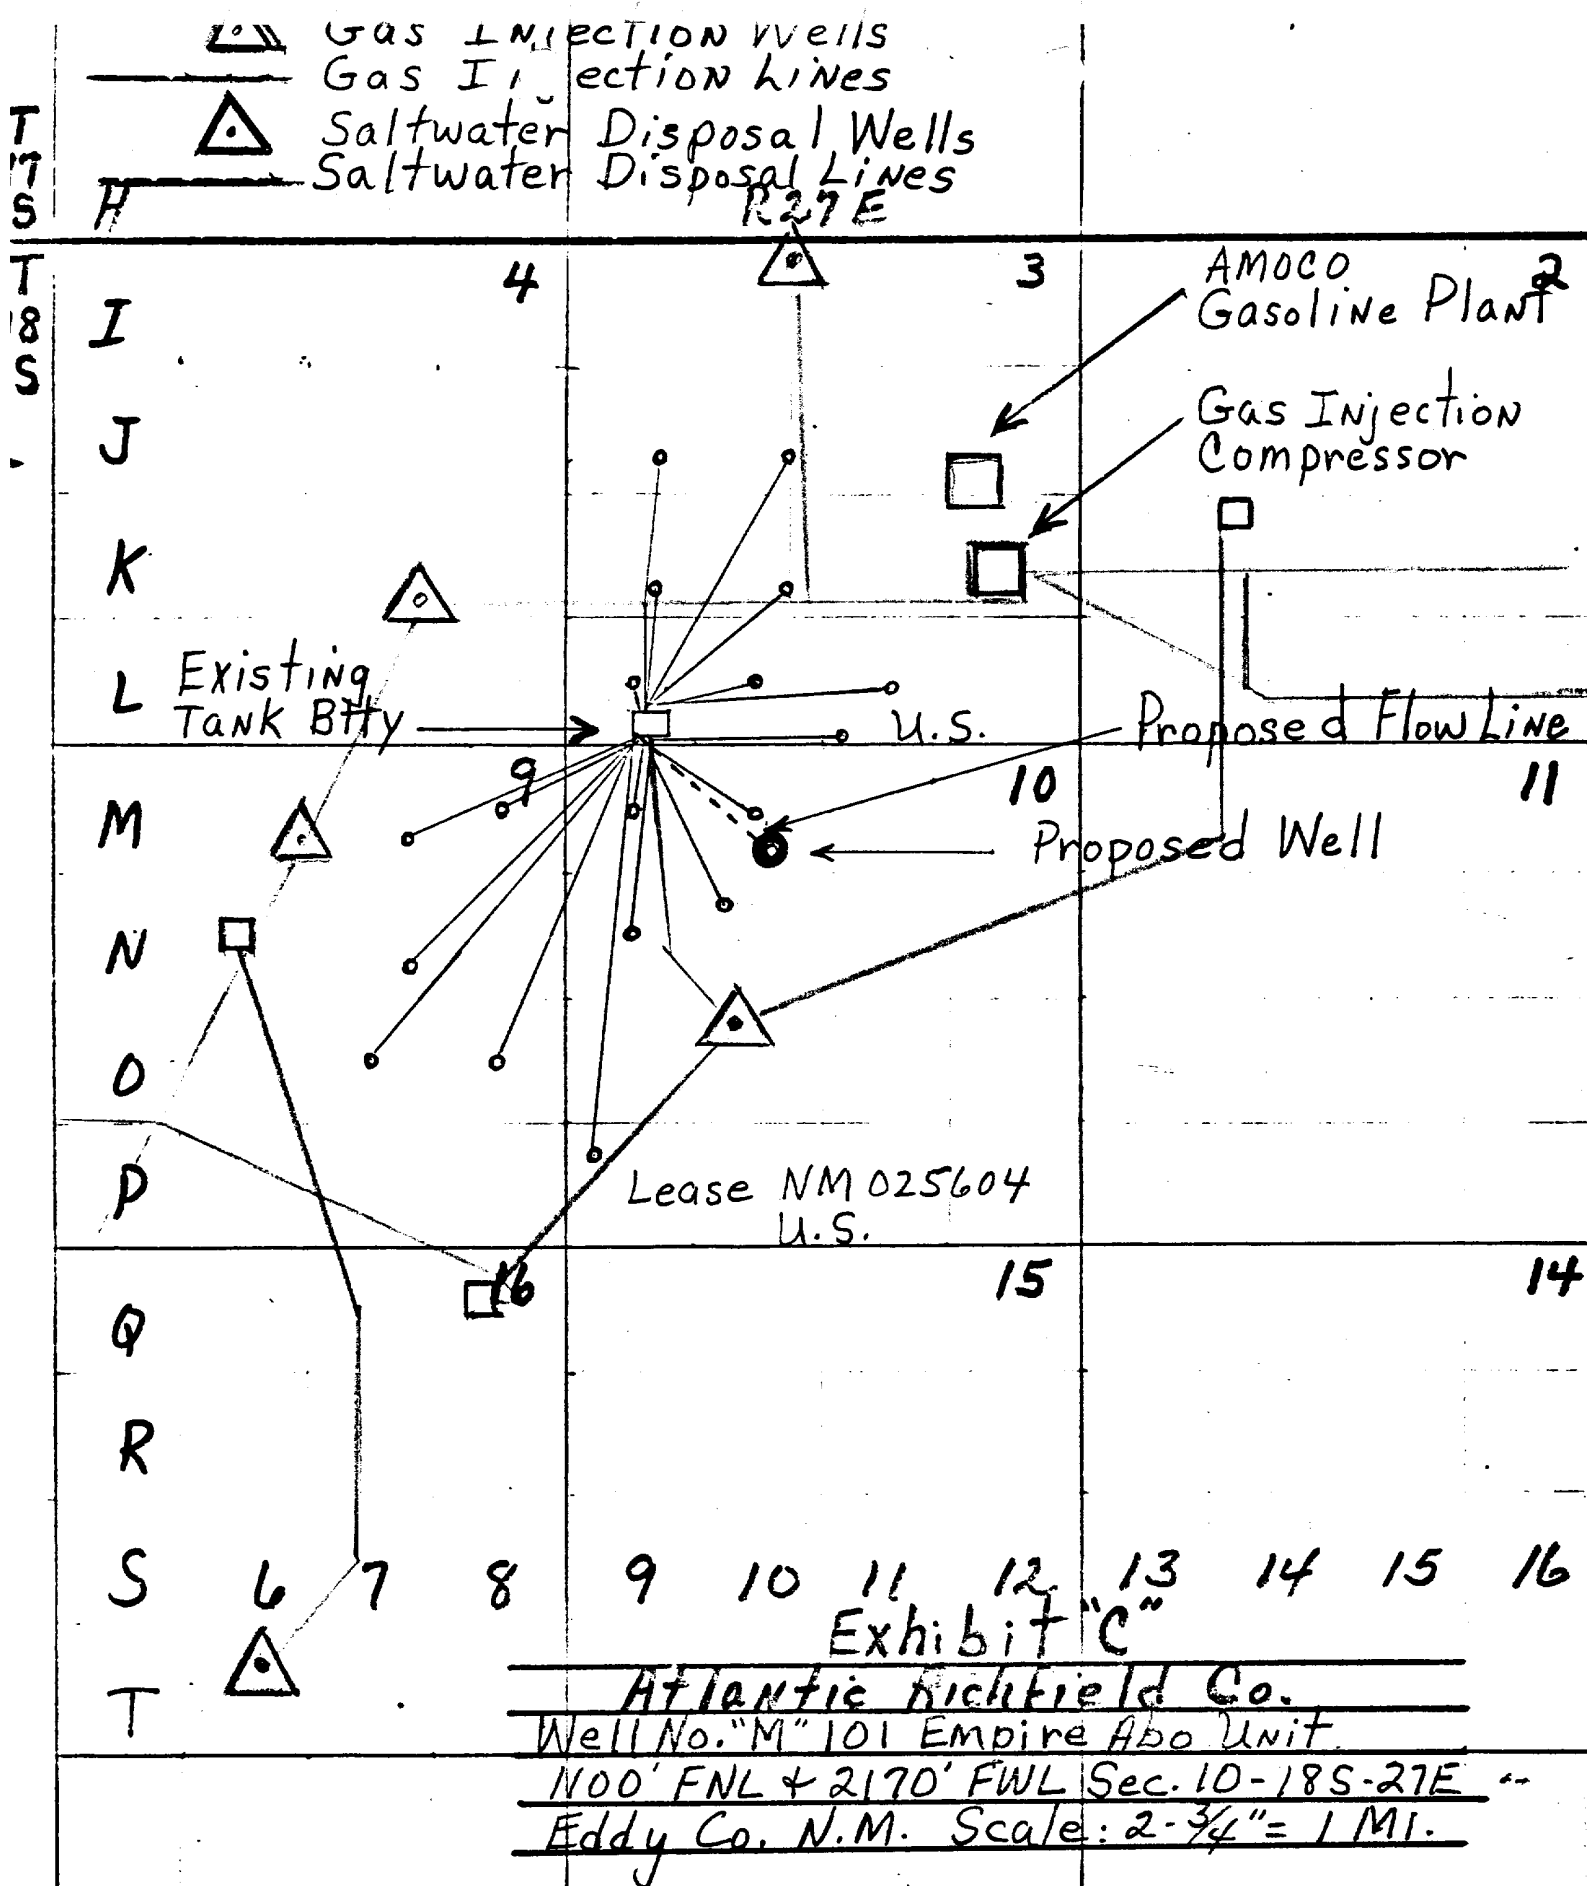 Gas Injection Wells
Gas Injection Lines
Saltwater Disposal Wells
Saltwater Disposal Lines
T
17
S
H
R27E
T
18
S
4
3
2
I
AMOCO
Gasoline Plant
J
Gas Injection
Compressor
K
L
Existing
Tank Btty
U.S.
Proposed Flow Line
9
10
11
M
Proposed Well
N
O
P
Lease NM 025604
U.S.
16
15
14
Q
R
S
6 7 8 9 10 11 12 13 14 15 16
Exhibit "C"
T
Atlantic Richfield Co.
Well No. "M" 101 Empire Abo Unit
1100' FNL & 2170' FWL Sec. 10-18S-27E
Eddy Co. N.M. Scale: 2-3/4" = 1 MI.